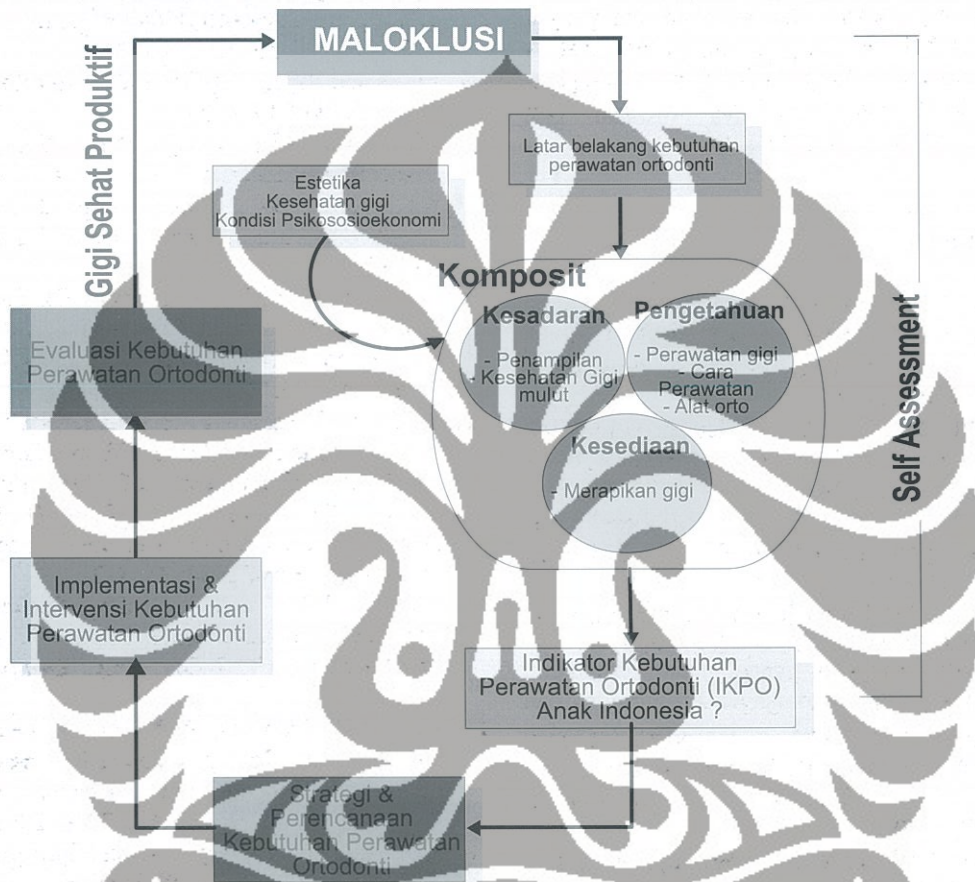 MALOKLUSI
Gigi Sehat Produktif
Latar belakang kebutuhan
perawatan ortodonti
Estetika
Kesehatan gigi
Kondisi Psikososioekonomi
Komposit
Kesadaran
- Penampilan
- Kesehatan Gigi
mulut
Pengetahuan
- Perawatan gigi
- Cara
Perawatan
- Alat orto
Kesediaan
- Merapikan gigi
Self Assessment
Indikator Kebutuhan
Perawatan Ortodonti (IKPO)
Anak Indonesia ?
Strategi &
Perencanaan
Kebutuhan Perawatan
Ortodonti
Implementasi &
Intervensi Kebutuhan
Perawatan Ortodonti
Evaluasi Kebutuhan
Perawatan Ortodonti